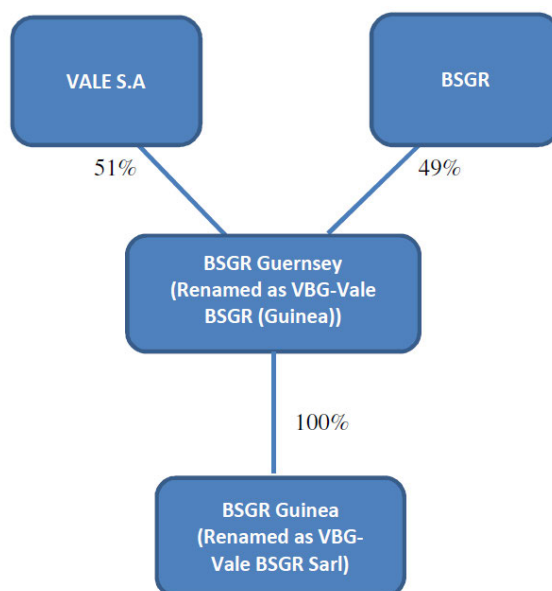 VALE S.A
BSGR
51%
49%
BSGR Guernsey
(Renamed as VBG-Vale
BSGR (Guinea))
100%
BSGR Guinea
(Renamed as VBG-
Vale BSGR Sarl)